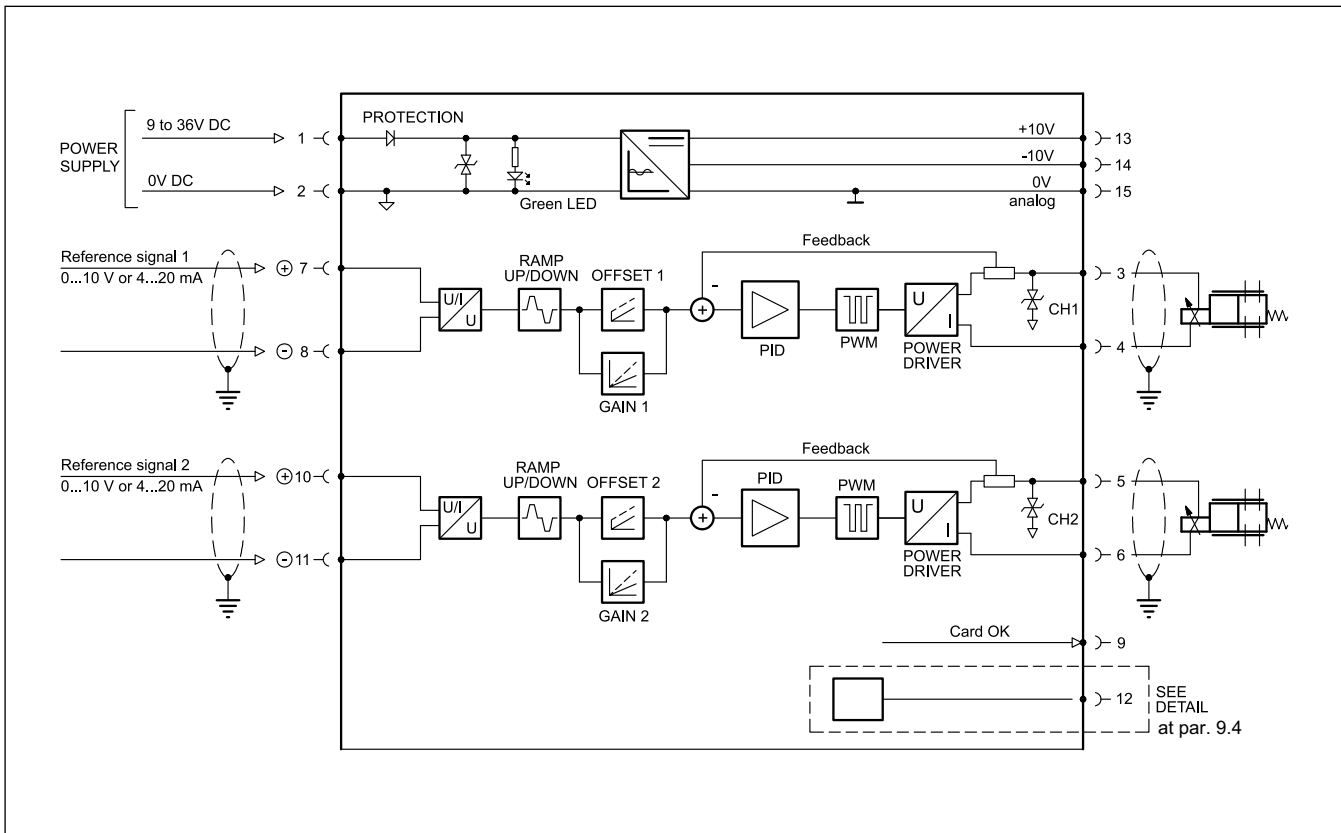 POWER
SUPPLY
9 to 36V DC
0V DC
1
2
PROTECTION
Green LED
+10V
-10V
0V
analog
13
14
15
Reference signal 1
0...10 V or 4...20 mA
+ 7
- 8
U/I
U
RAMP
UP/DOWN
OFFSET 1
GAIN 1
Feedback
+
-
PID
PWM
U
I
POWER
DRIVER
CH1
3
4
Reference signal 2
0...10 V or 4...20 mA
+ 10
- 11
U/I
U
RAMP
UP/DOWN
OFFSET 2
GAIN 2
Feedback
+
-
PID
PWM
U
I
POWER
DRIVER
CH2
5
6
Card OK
9
12
SEE
DETAIL
at par. 9.4